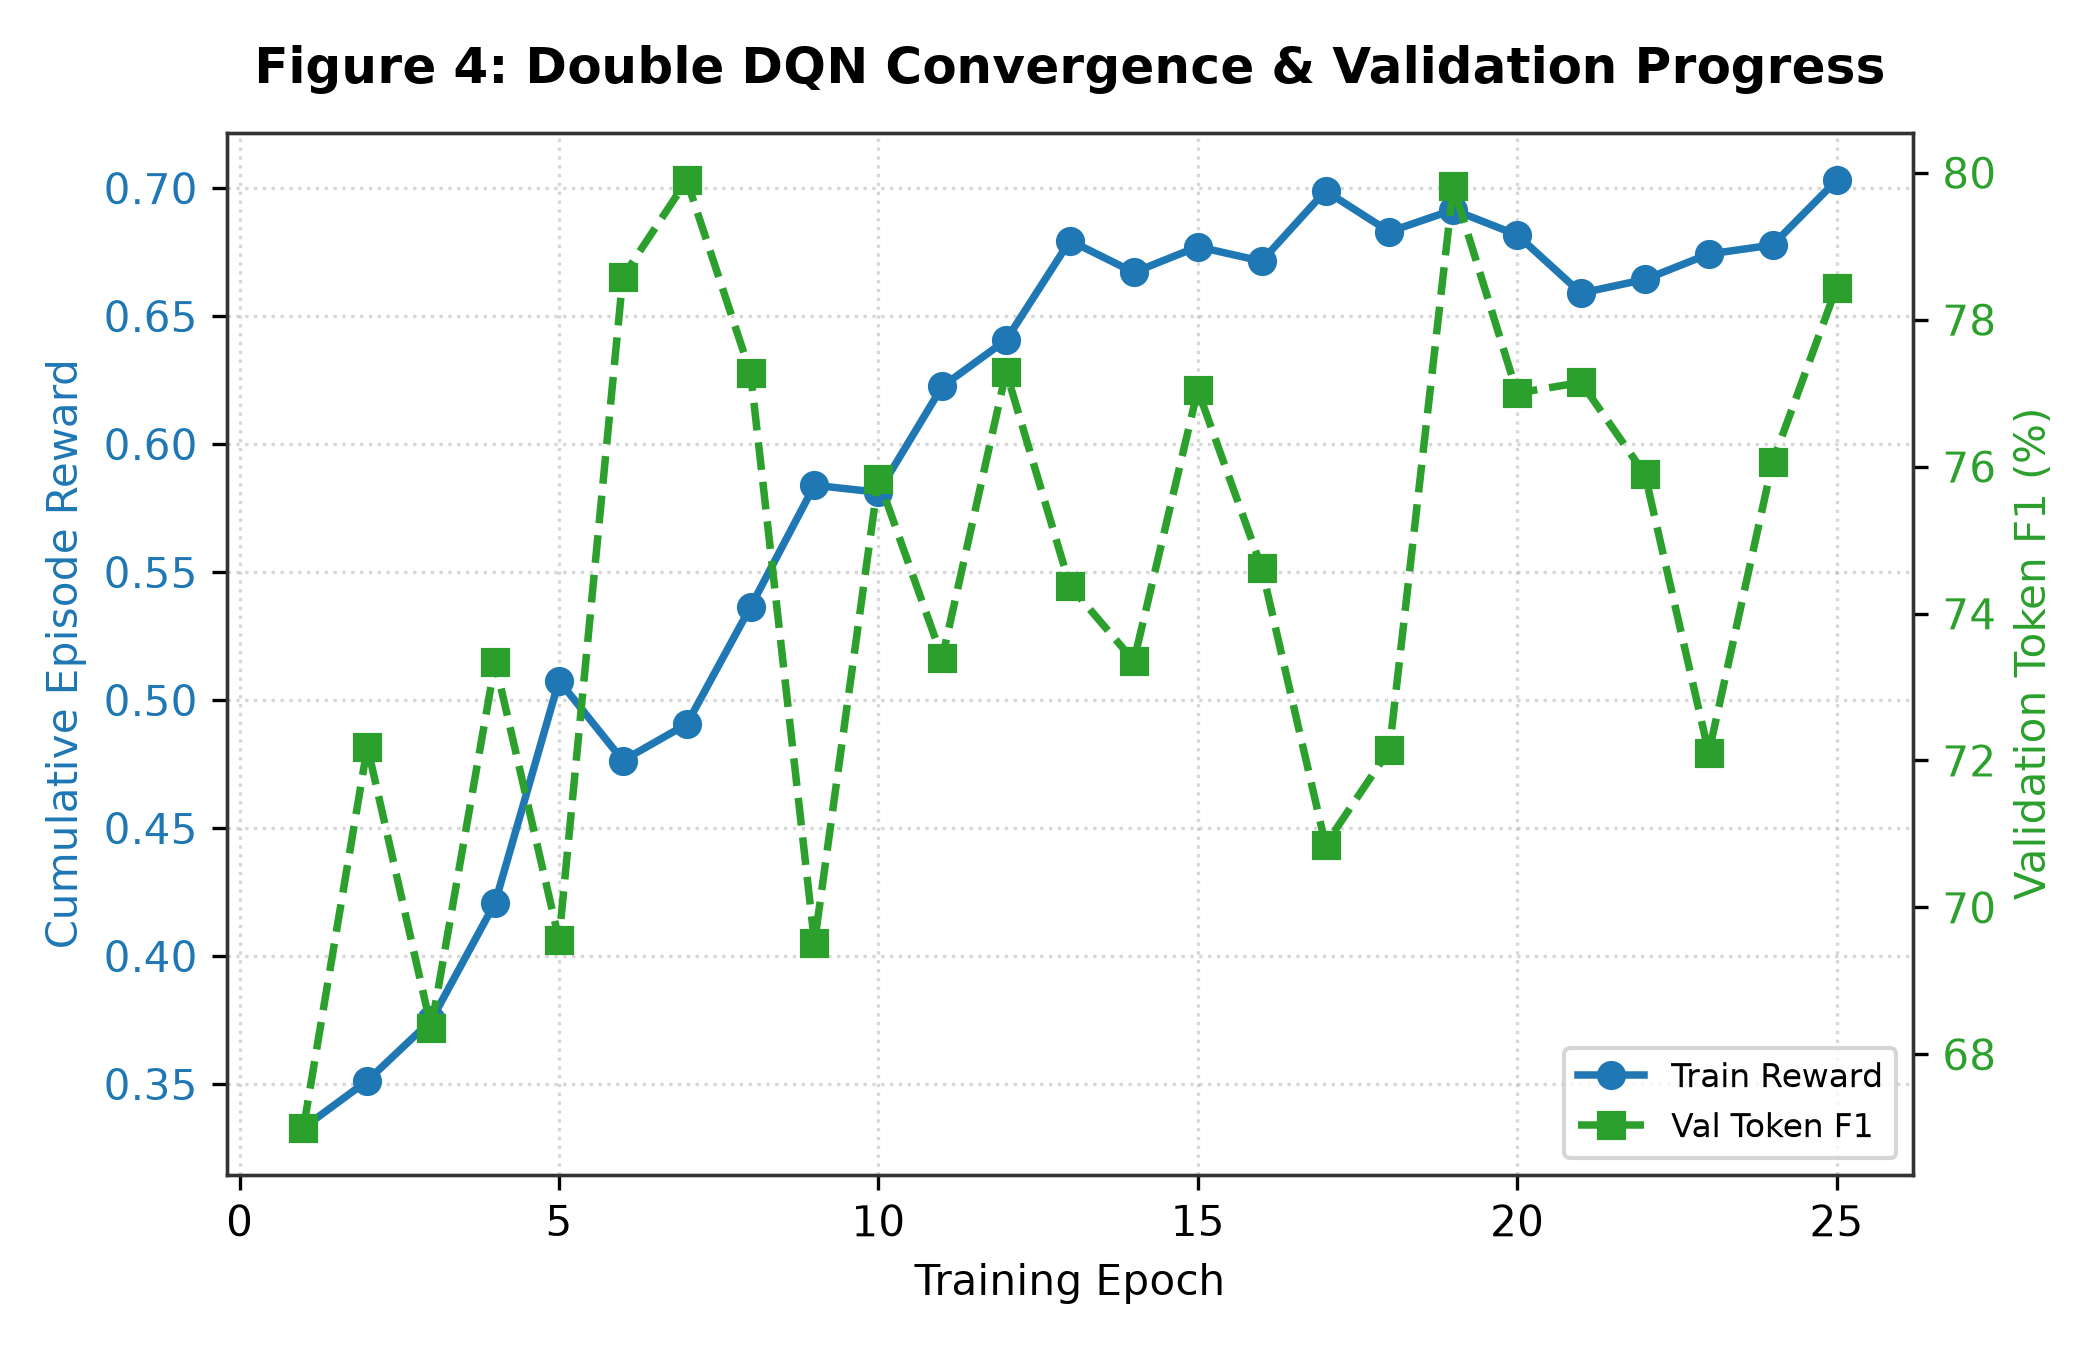 Figure 4: Double DQN Convergence & Validation Progress
Cumulative Episode Reward
0.70
0.65
0.60
0.55
0.50
0.45
0.40
0.35
80
78
76
74
72
70
68
Validation Token F1 (%)
Train Reward
Val Token F1
0 5 10 15 20 25
Training Epoch